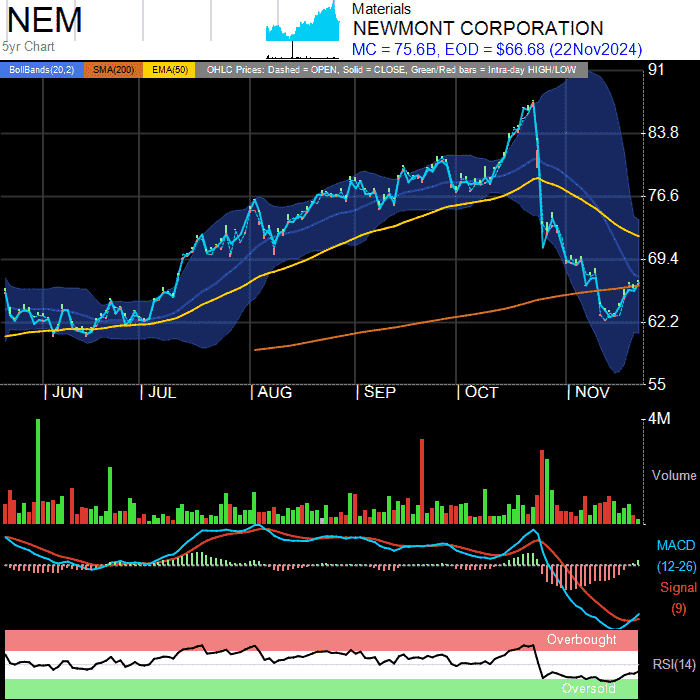 NEM
5yr Chart
Materials
NEWMONT CORPORATION
MC = 75.6B, EOD = $66.68 (22Nov2024)
BollBands(20,2) SMA(200) EMA(50) OHLC Prices: Dashed = OPEN, Solid = CLOSE, Green/Red bars = Intra-day HIGH/LOW
91
83.8
76.6
69.4
62.2
55
JUN JUL AUG SEP OCT NOV
4M
Volume
MACD
(12-26)
Signal
(9)
Overbought
RSI(14)
Oversold